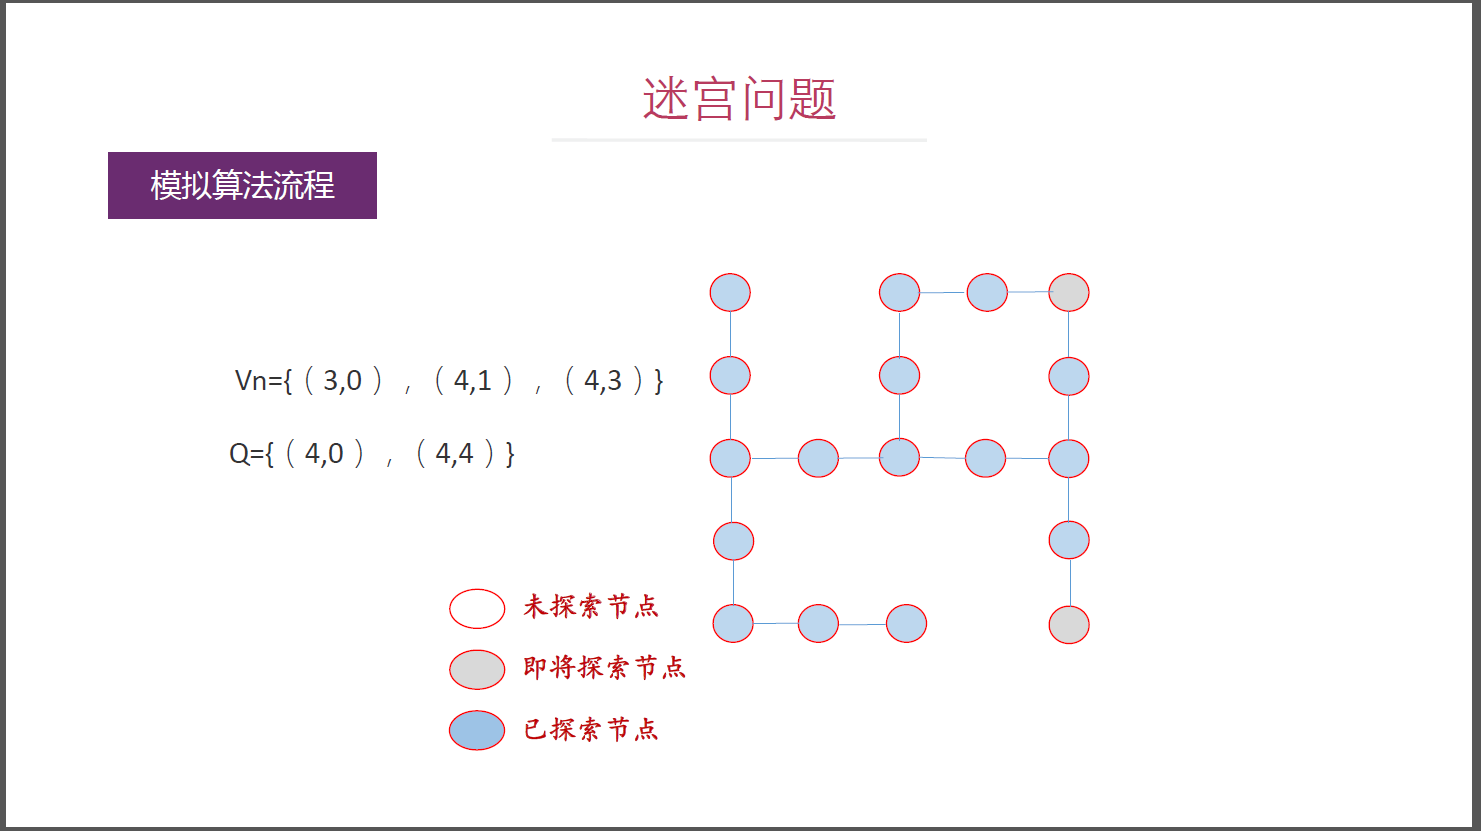 迷宫问题
模拟算法流程
Vn={（3,0），（4,1），（4,3）}
Q={（4,0），（4,4）}
未探索节点
即将探索节点
已探索节点